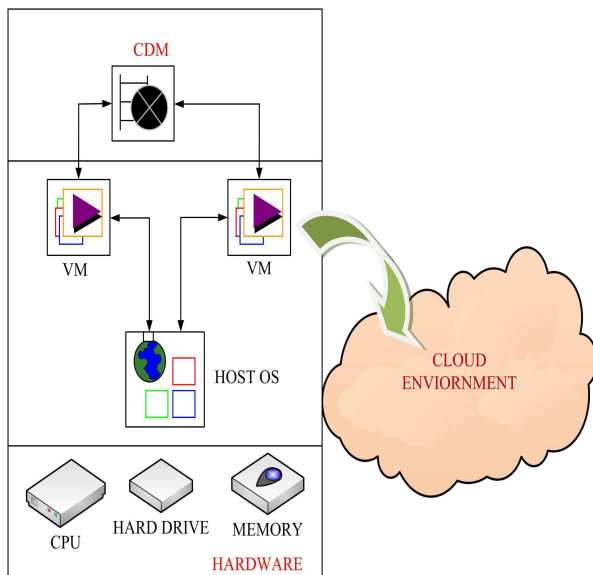 CDM
VM
VM
HOST OS
CLOUD
ENVIORNMENT
CPU
HARD DRIVE
MEMORY
HARDWARE